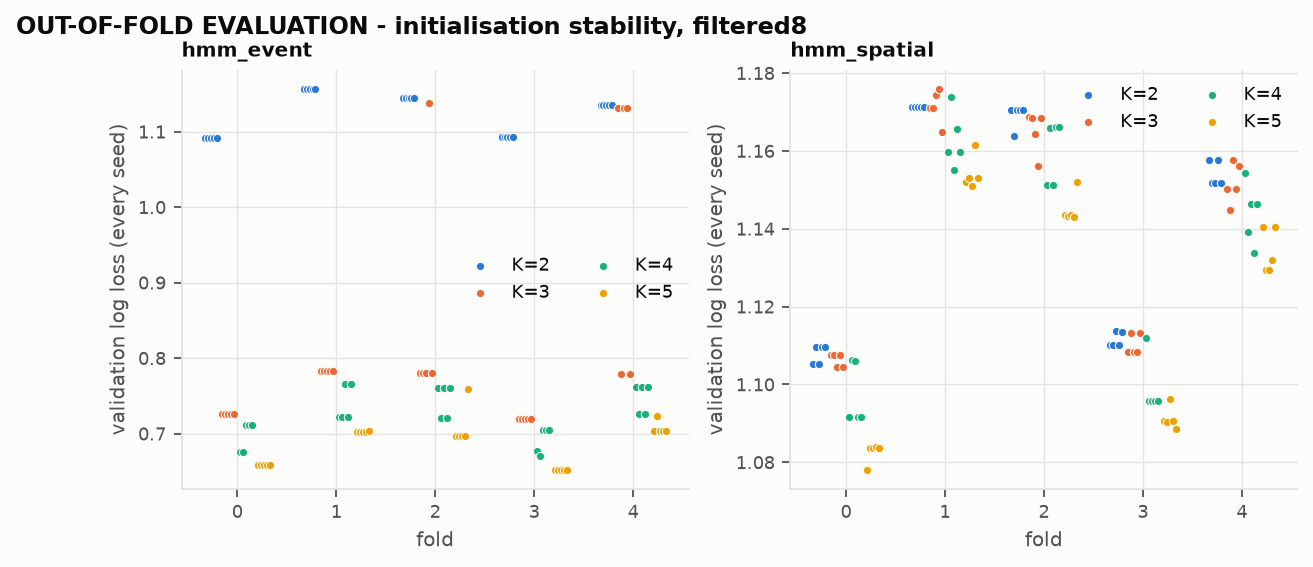 OUT-OF-FOLD EVALUATION - initialisation stability, filtered8
hmm_event
validation log loss (every seed)
1.1
1.0
0.9
0.8
0.7
K=2
K=4
K=3
K=5
0
1
2
3
4
fold
hmm_spatial
validation log loss (every seed)
1.18
1.16
1.14
1.12
1.10
1.08
K=2
K=4
K=3
K=5
0
1
2
3
4
fold